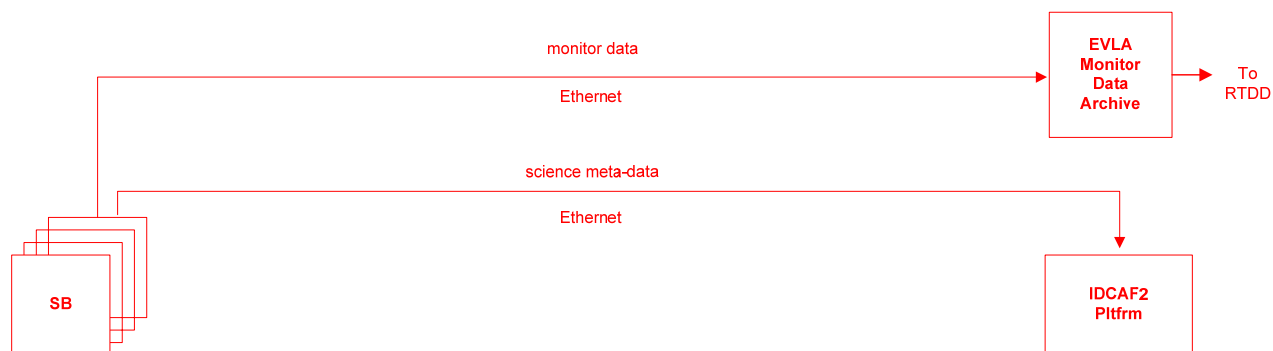 monitor data
Ethernet
EVLA
Monitor
Data
Archive
To
RTDD
science meta-data
Ethernet
SB
IDCAF2
Pltfrm